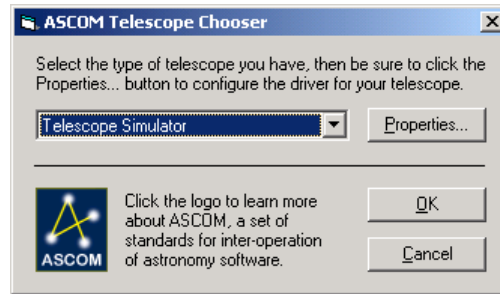 ASCOM Telescope Chooser
Select the type of telescope you have, then be sure to click the
Properties... button to configure the driver for your telescope.
Telescope Simulator
Properties...
Click the logo to learn more
about ASCOM, a set of
standards for inter-operation
of astronomy software.
ASCOM
OK
Cancel